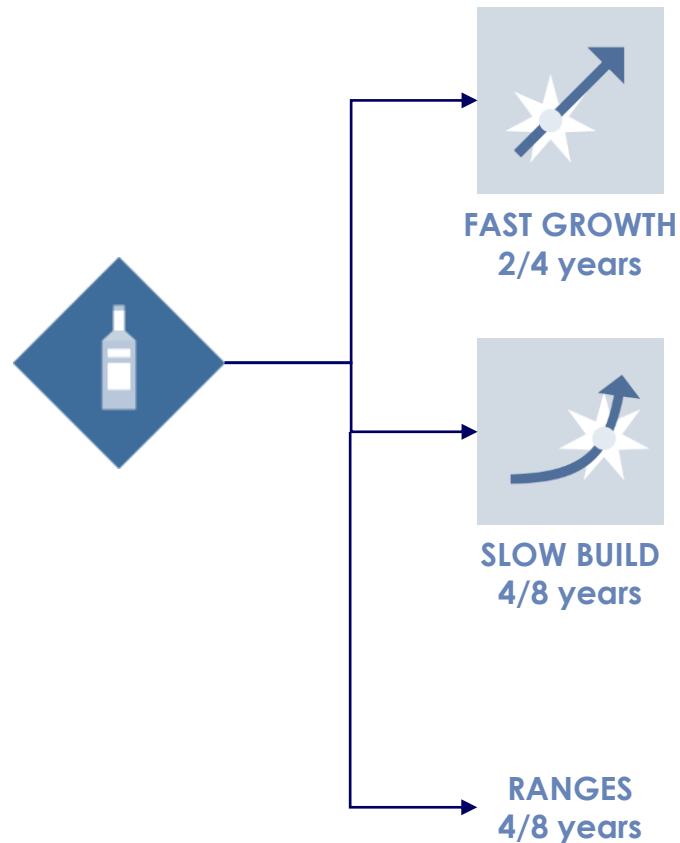 FAST GROWTH
2/4 years
SLOW BUILD
4/8 years
RANGES
4/8 years